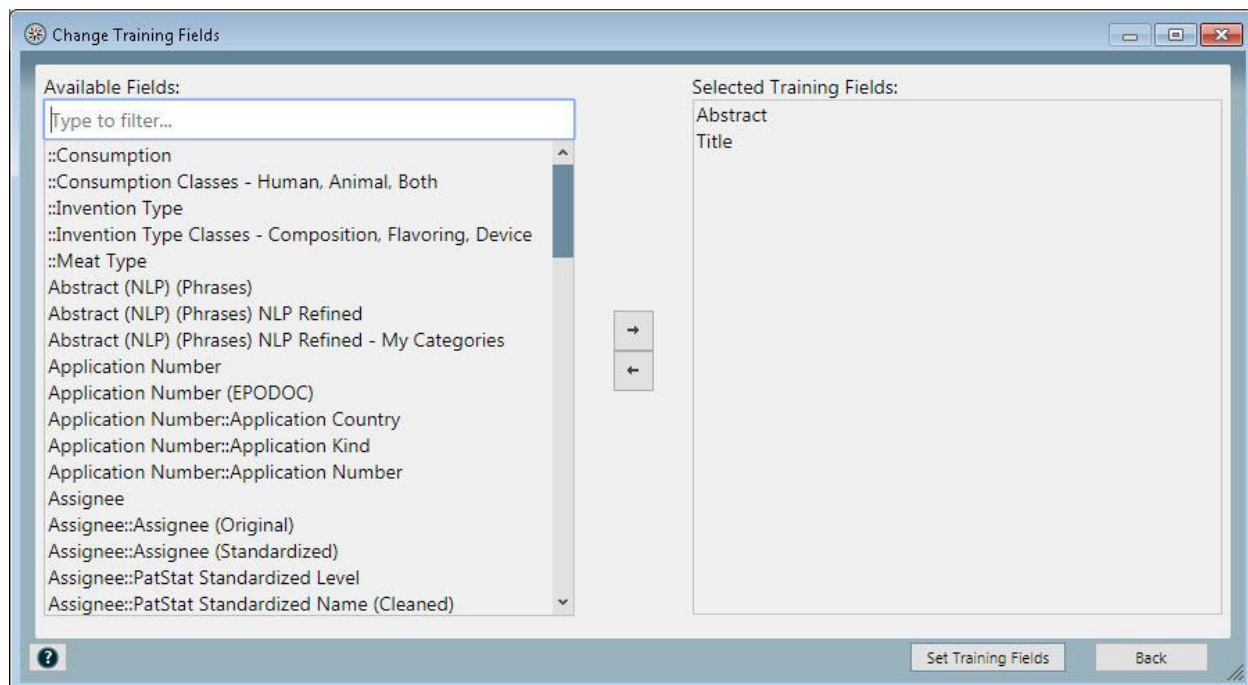 Change Training Fields
Available Fields:
Type to filter...
::Consumption
::Consumption Classes - Human, Animal, Both
::Invention Type
::Invention Type Classes - Composition, Flavoring, Device
::Meat Type
Abstract (NLP) (Phrases)
Abstract (NLP) (Phrases) NLP Refined
Abstract (NLP) (Phrases) NLP Refined - My Categories
Application Number
Application Number (EPODOC)
Application Number::Application Country
Application Number::Application Kind
Application Number::Application Number
Assignee
Assignee::Assignee (Original)
Assignee::Assignee (Standardized)
Assignee::PatStat Standardized Level
Assignee::PatStat Standardized Name (Cleaned)
Selected Training Fields:
Abstract
Title
Set Training Fields
Back